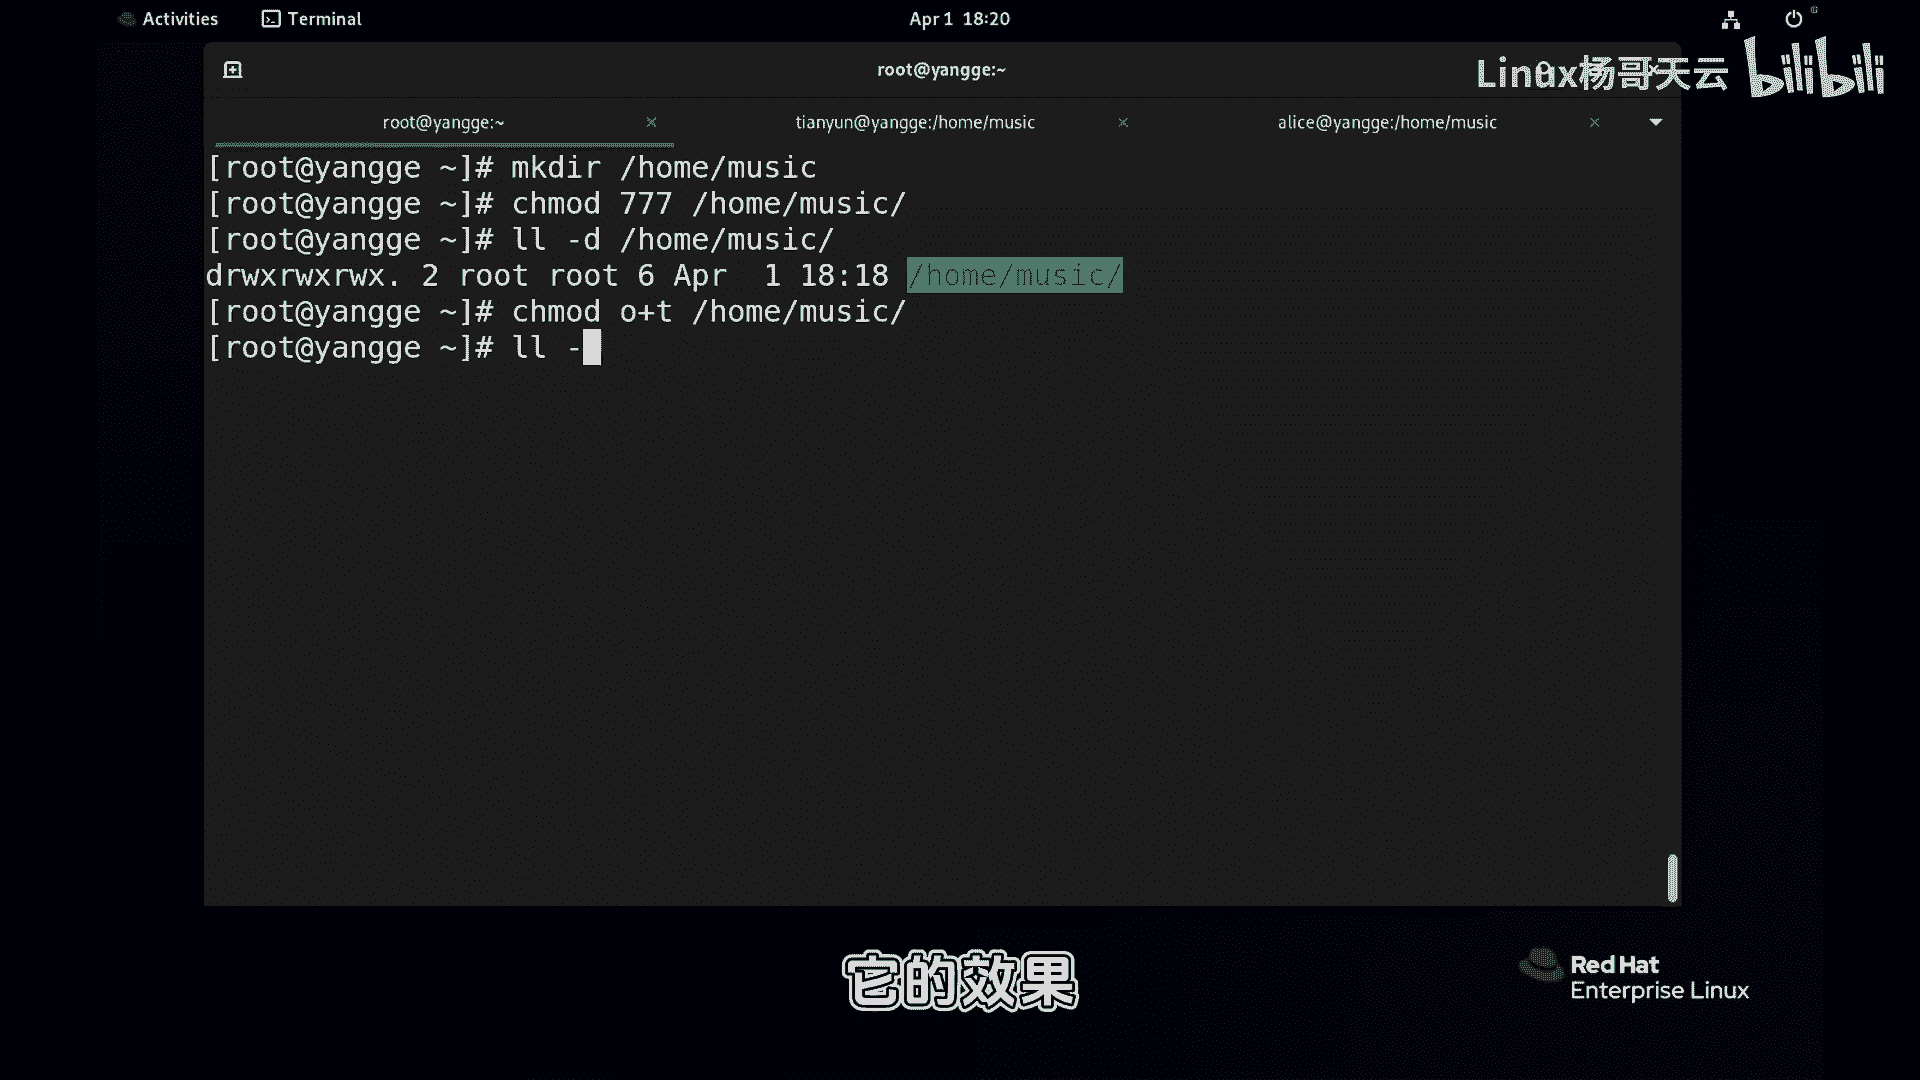 Activities
Terminal
Apr 1 18:20
root@yangge:~
Linux杨哥天云 bilibili
root@yangge:~
tianyun@yangge:/home/music
alice@yangge:/home/music
[root@yangge ~]# mkdir /home/music
[root@yangge ~]# chmod 777 /home/music/
[root@yangge ~]# ll -d /home/music/
drwxrwxrwx. 2 root root 6 Apr  1 18:18 /home/music/
[root@yangge ~]# chmod o+t /home/music/
[root@yangge ~]# ll -
它的效果
Red Hat
Enterprise Linux